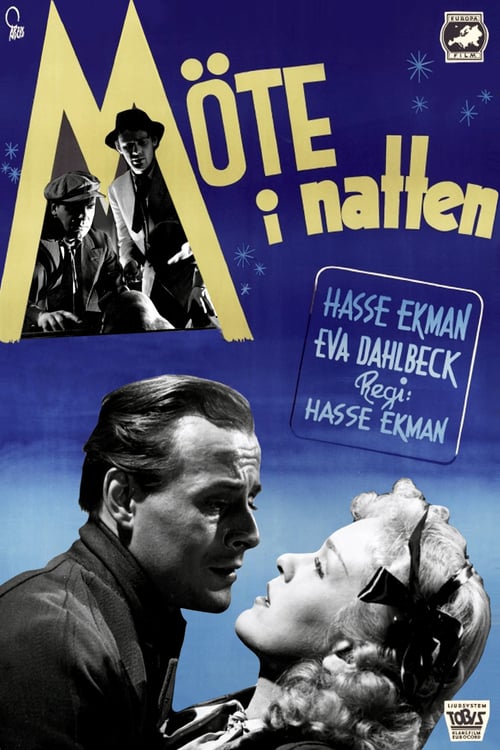 MÖTE
i natten
EUROPA
FILM
HASSE EKMAN
EVA DAHLBECK
Regi:
HASSE EKMAN
LJUDSYSTEM
TOBIS
KLANGFILM
EUROCORD